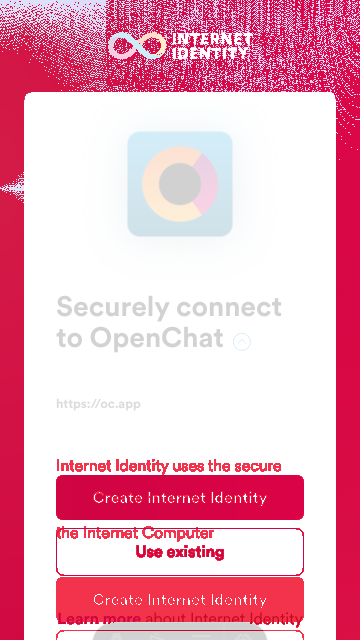 INTERNET
IDENTITY
Securely connect
to OpenChat
https://oc.app
Internet Identity uses the secure
Create Internet Identity
the Internet Computer
Use existing
Create Internet Identity
Learn more about Internet Identity